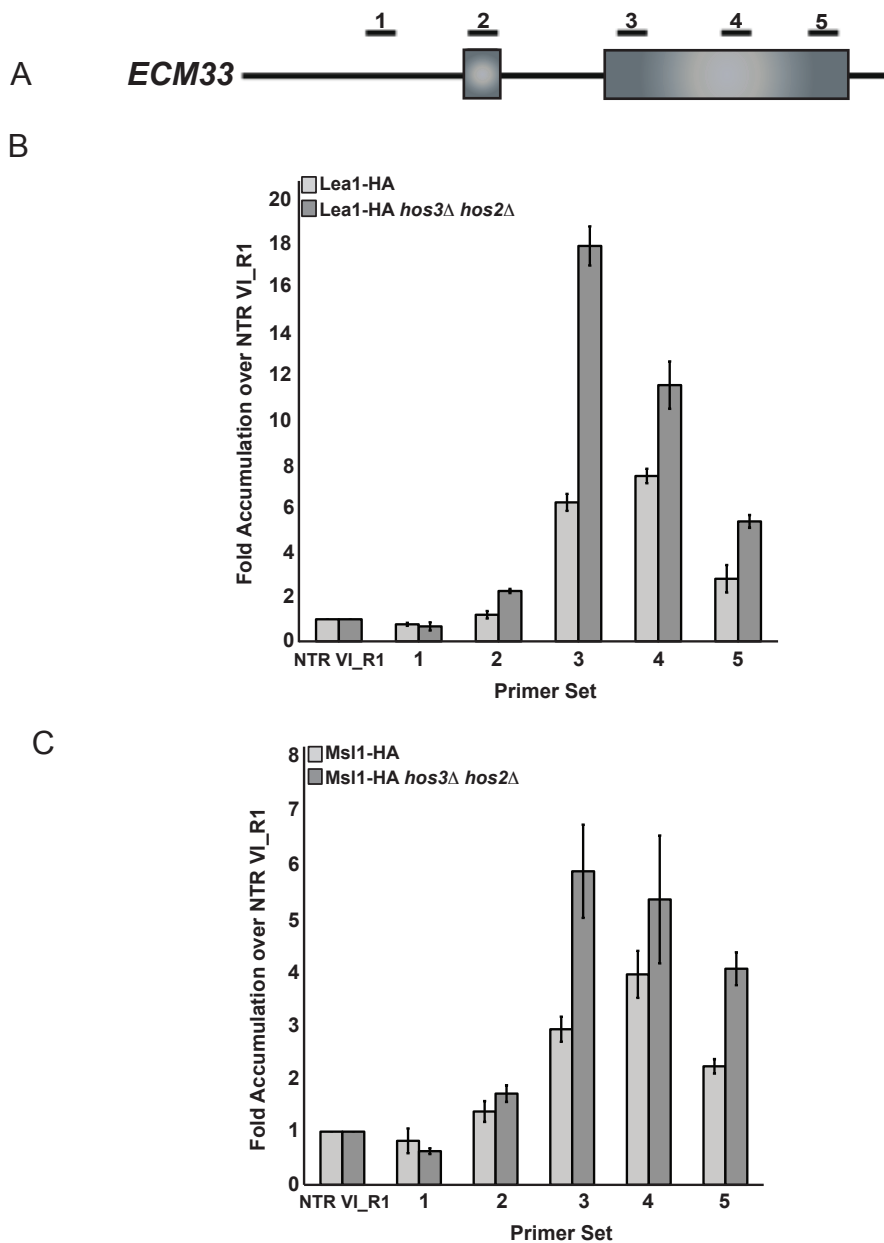 1 2 3 4 5
A ECM33
B
Lea1-HA
Lea1-HA hos3Δ hos2Δ
Fold Accumulation over NTR VI_R1
20
18
16
14
12
10
8
6
4
2
0
NTR VI_R1 1 2 3 4 5
Primer Set
C
Msl1-HA
Msl1-HA hos3Δ hos2Δ
Fold Accumulation over NTR VI_R1
8
7
6
5
4
3
2
1
0
NTR VI_R1 1 2 3 4 5
Primer Set